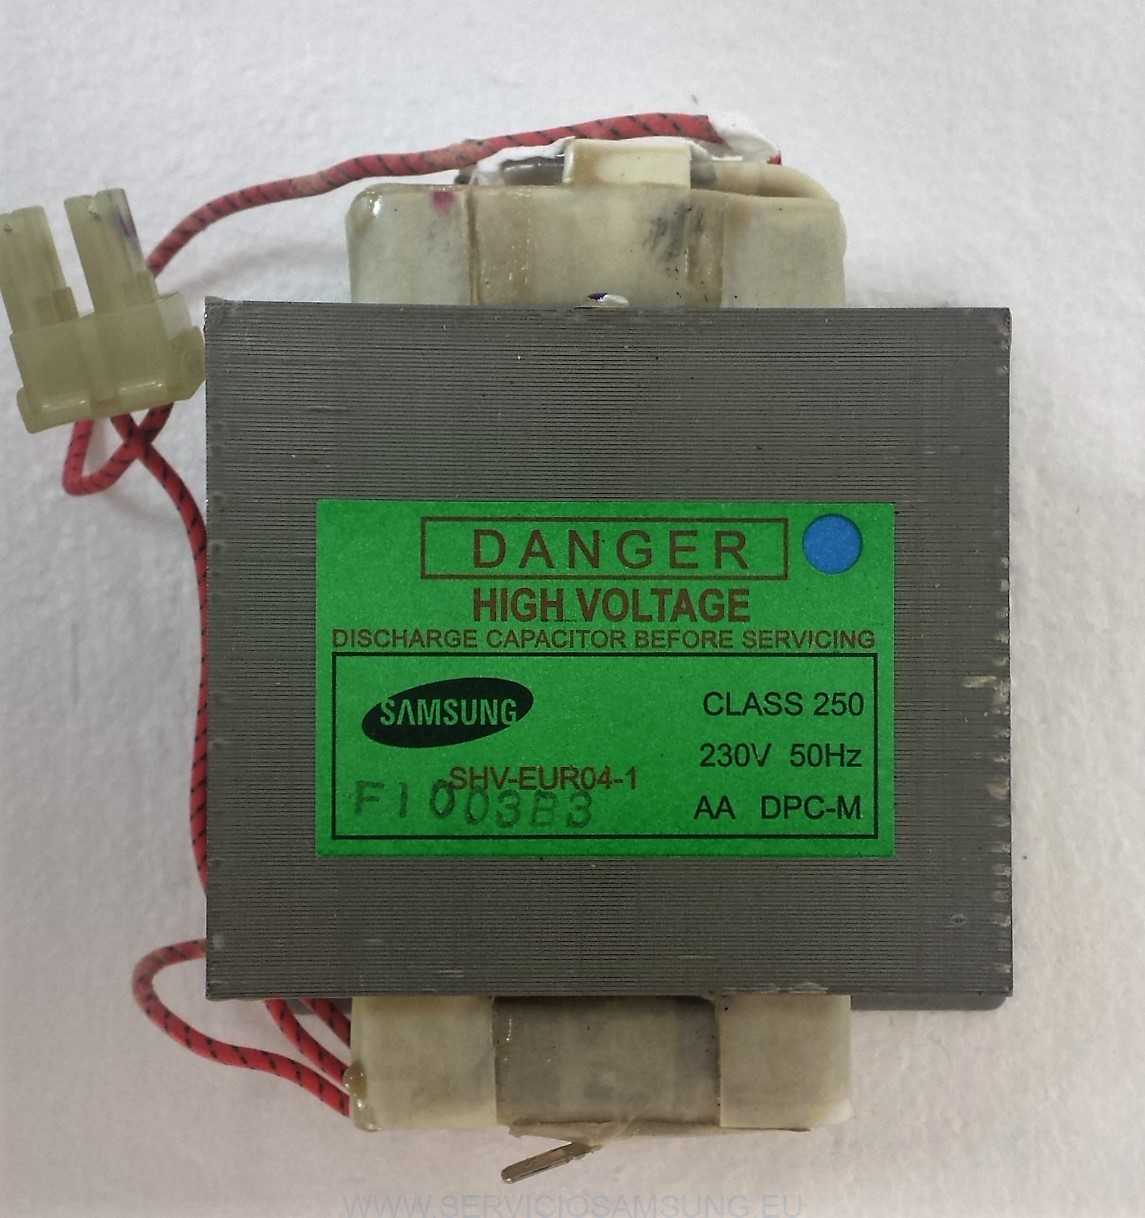 DANGER
HIGH VOLTAGE
DISCHARGE CAPACITOR BEFORE SERVICING
SAMSUNG
CLASS 250
230V 50Hz
SHV-EUR04-1
F1003B3
AA DPC-M
WWW.SERVICIOSAMSUNG.EU